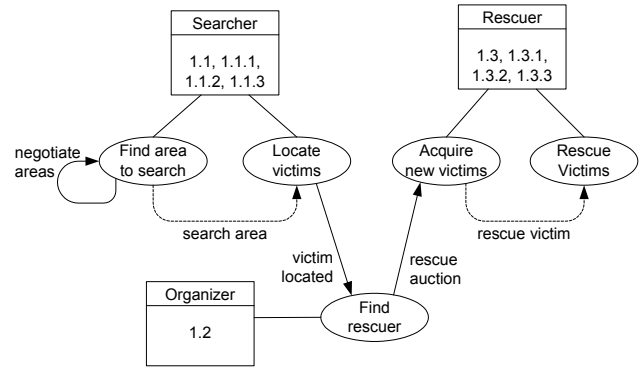 Searcher
1.1, 1.1.1,
1.1.2, 1.1.3
Rescuer
1.3, 1.3.1,
1.3.2, 1.3.3
negotiate
areas
Find area
to search
Locate
victims
Acquire
new victims
Rescue
Victims
search area
rescue victim
victim
located
rescue
auction
Organizer
1.2
Find
rescuer